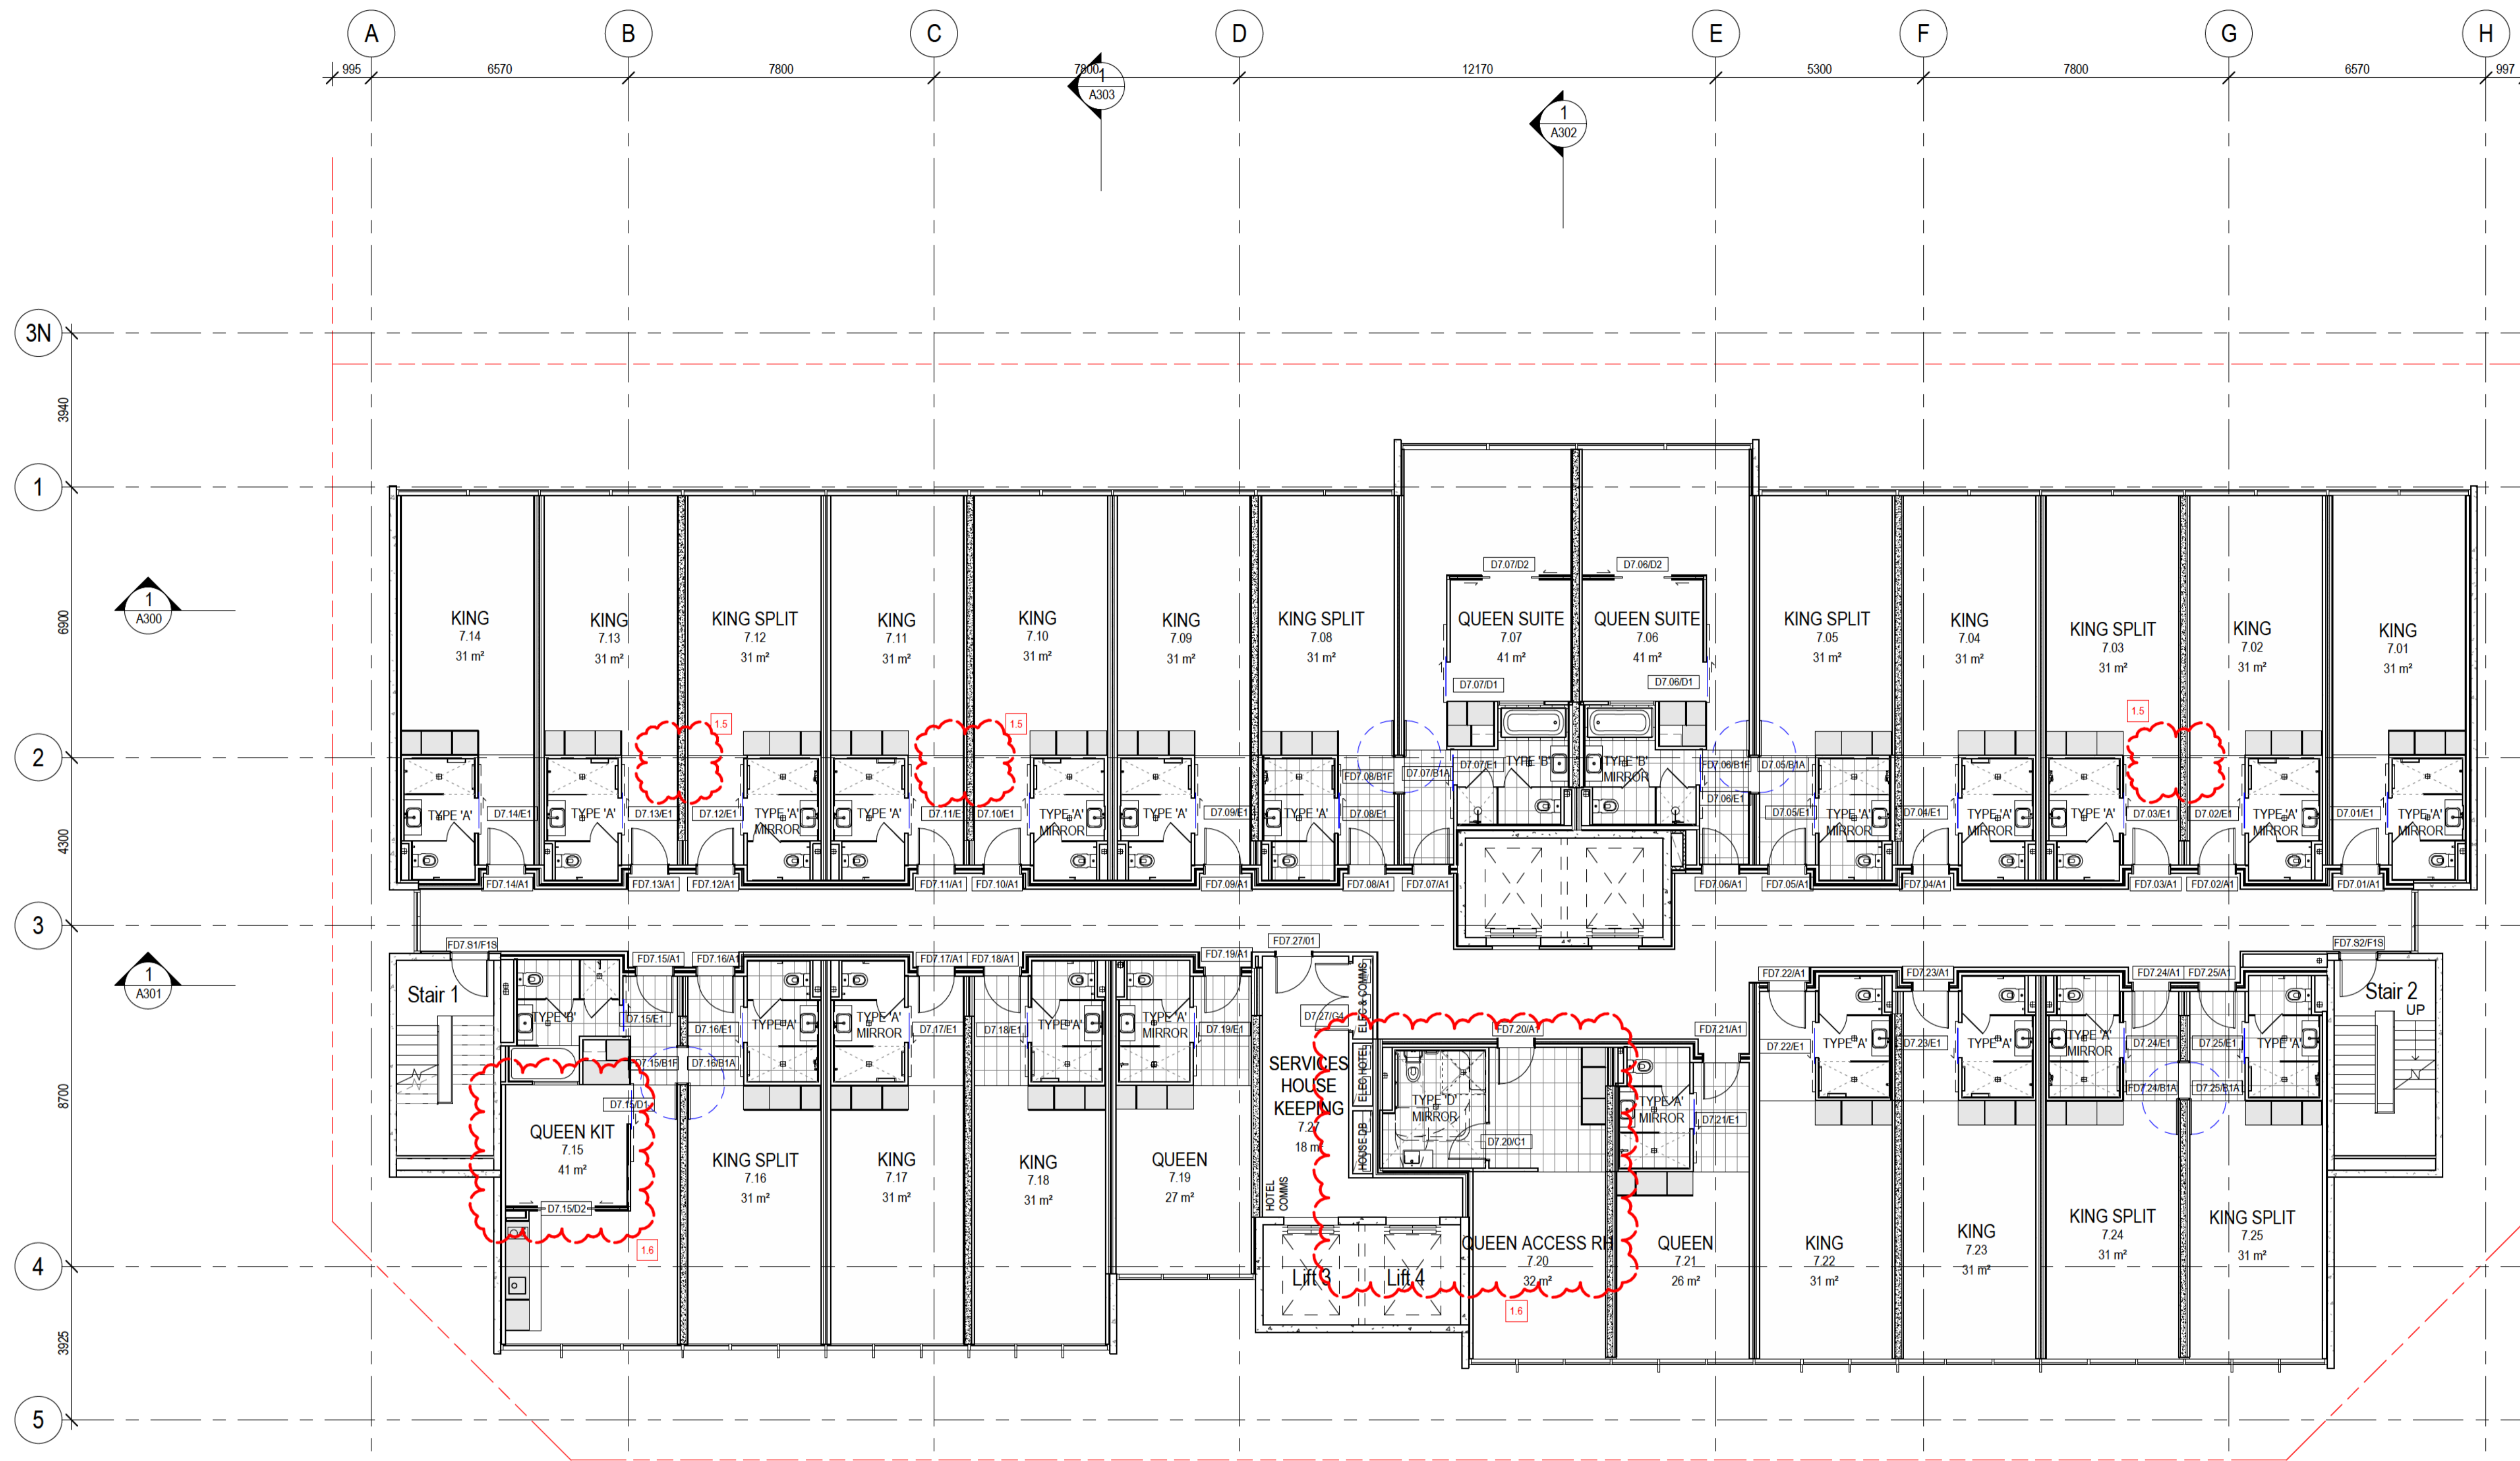 A
B
C
D
E
F
G
H
995
6570
7800
7800
12170
5300
7800
6570
997
1
A303
1
A302
3N
3940
1
6900
2
4300
3
8700
4
3925
5
1
A300
1
A301
D7.07/D2
D7.06/D2
KING
7.14
31 m²
KING
7.13
31 m²
KING SPLIT
7.12
31 m²
KING
7.11
31 m²
KING
7.10
31 m²
KING
7.09
31 m²
KING SPLIT
7.08
31 m²
QUEEN SUITE
7.07
41 m²
QUEEN SUITE
7.06
41 m²
KING SPLIT
7.05
31 m²
KING
7.04
31 m²
KING SPLIT
7.03
31 m²
KING
7.02
31 m²
KING
7.01
31 m²
D7.07/D1
D7.06/D1
1.5
1.5
1.5
FD7.08/B1F
D7.07/B1A
D7.07/E1
TYPE 'B'
TYPE 'B'
MIRROR
FD7.06/B1F
D7.05/B1A
D7.06/E1
TYPE 'A'
D7.14/E1
TYPE 'A'
D7.13/E1
D7.12/E1
TYPE 'A'
MIRROR
TYPE 'A'
D7.11/E
D7.10/E1
TYPE 'A'
MIRROR
TYPE 'A'
D7.09/E1
TYPE 'A'
D7.08/E1
D7.05/E1
TYPE 'A'
MIRROR
D7.04/E1
TYPE 'A'
MIRROR
TYPE 'A'
D7.03/E1
D7.02/E1
TYPE 'A'
MIRROR
D7.01/E1
TYPE 'A'
MIRROR
FD7.14/A1
FD7.13/A1
FD7.12/A1
FD7.11/A1
FD7.10/A1
FD7.09/A1
FD7.08/A1
FD7.07/A1
FD7.06/A1
FD7.05/A1
FD7.04/A1
FD7.03/A1
FD7.02/A1
FD7.01/A1
FD7.S1/F1S
FD7.15/A1
FD7.16/A1
FD7.17/A1
FD7.18/A1
FD7.19/A1
FD7.27/01
FD7.22/A1
FD7.23/A1
FD7.24/A1
FD7.25/A1
FD7.S2/F1S
Stair 1
Stair 2
UP
TYPE 'B'
D7.15/E1
D7.16/E1
TYPE 'A'
TYPE 'A'
MIRROR
D7.17/E1
D7.18/E1
TYPE 'A'
TYPE 'A'
MIRROR
D7.19/E1
D7.27/G4
ELEC & COMMS
FD7.20/A1
FD7.21/A1
D7.22/E1
TYPE 'A'
D7.23/E1
TYPE 'A'
TYPE 'A'
MIRROR
D7.24/E1
D7.25/E1
TYPE 'A'
D7.15/B1F
D7.16/B1A
FD7.24/B1A
D7.25/B1A
SERVICES
HOUSE
KEEPING
7.27
18 m
ELEC HOTEL
HOUSE DB
HOTEL
COMMS
TYPE 'D'
MIRROR
D7.20/C1
TYPE 'A'
MIRROR
D7.21/E1
D7.15/D1
QUEEN KIT
7.15
41 m²
D7.15/D2
1.6
KING SPLIT
7.16
31 m²
KING
7.17
31 m²
KING
7.18
31 m²
QUEEN
7.19
27 m²
Lift 3
Lift 4
QUEEN ACCESS RH
7.20
32 m²
1.6
QUEEN
7.21
26 m²
KING
7.22
31 m²
KING
7.23
31 m²
KING SPLIT
7.24
31 m²
KING SPLIT
7.25
31 m²